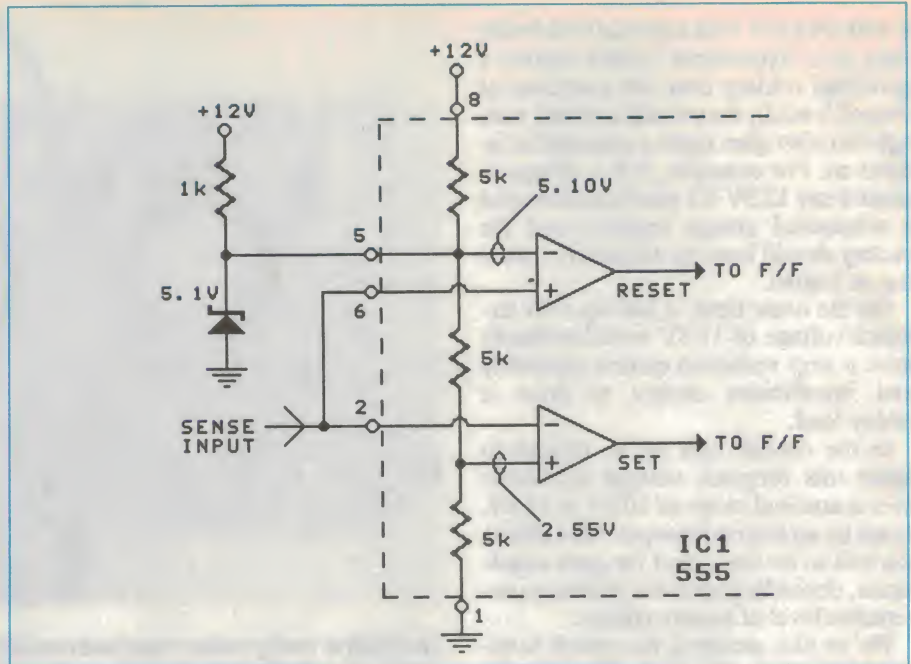 +12V
8
+12V
1k
5k
5.10V
5
-
+
TO F/F
RESET
6
5.1V
5k
SENSE
INPUT
2
-
+
TO F/F
SET
2.55V
5k
IC1
555
1